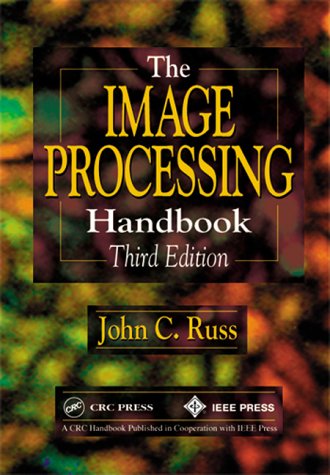 The
IMAGE
PROCESSING
Handbook
Third Edition
John C. Russ
CRC CRC PRESS IEEE PRESS
A CRC Handbook Published in Cooperation with IEEE Press